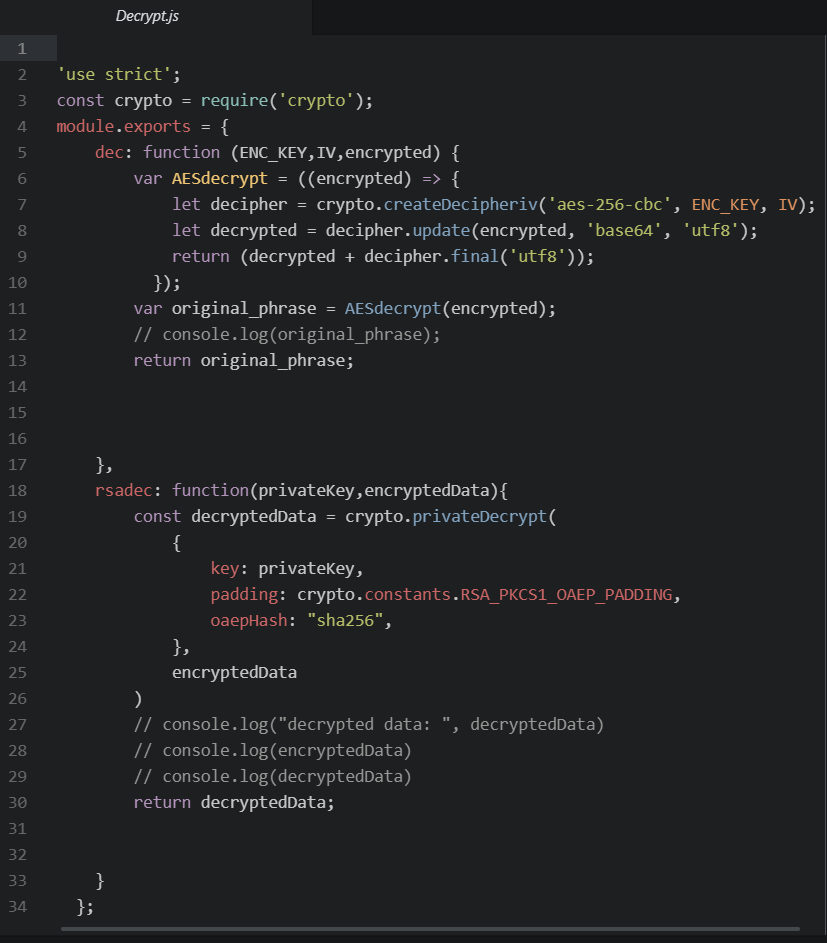 Decrypt.js
1
2 'use strict';
3 const crypto = require('crypto');
4 module.exports = {
5     dec: function (ENC_KEY,IV,encrypted) {
6         var AESdecrypt = ((encrypted) => {
7             let decipher = crypto.createDecipheriv('aes-256-cbc', ENC_KEY, IV);
8             let decrypted = decipher.update(encrypted, 'base64', 'utf8');
9             return (decrypted + decipher.final('utf8'));
10           });
11         var original_phrase = AESdecrypt(encrypted);
12         // console.log(original_phrase);
13         return original_phrase;
14
15
16
17     },
18     rsadec: function(privateKey,encryptedData){
19         const decryptedData = crypto.privateDecrypt(
20             {
21                 key: privateKey,
22                 padding: crypto.constants.RSA_PKCS1_OAEP_PADDING,
23                 oaepHash: "sha256",
24             },
25             encryptedData
26         )
27         // console.log("decrypted data: ", decryptedData)
28         // console.log(encryptedData)
29         // console.log(decryptedData)
30         return decryptedData;
31
32
33     }
34   };